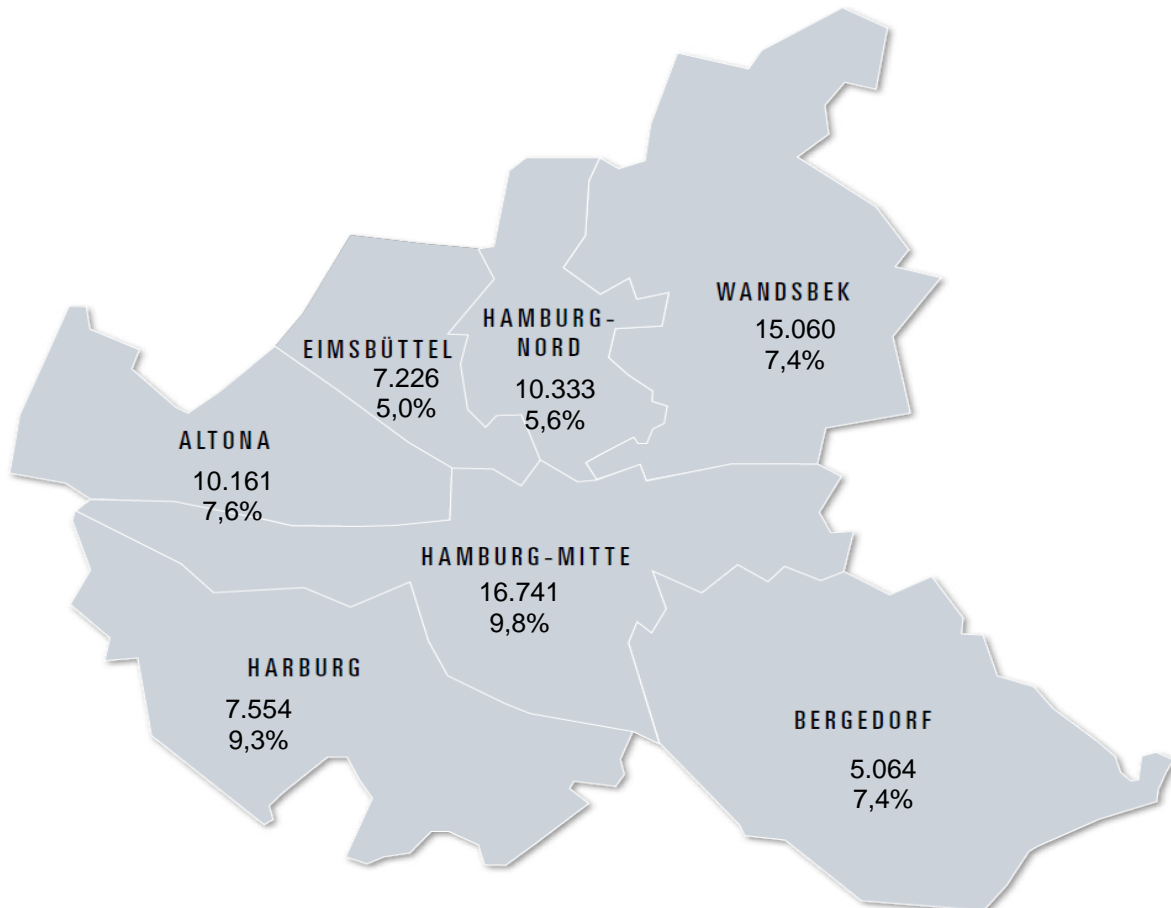 WANDSBEK
15.060
7,4%
HAMBURG-
NORD
10.333
5,6%
EIMSBÜTTEL
7.226
5,0%
ALTONA
10.161
7,6%
HAMBURG-MITTE
16.741
9,8%
HARBURG
7.554
9,3%
BERGEDORF
5.064
7,4%